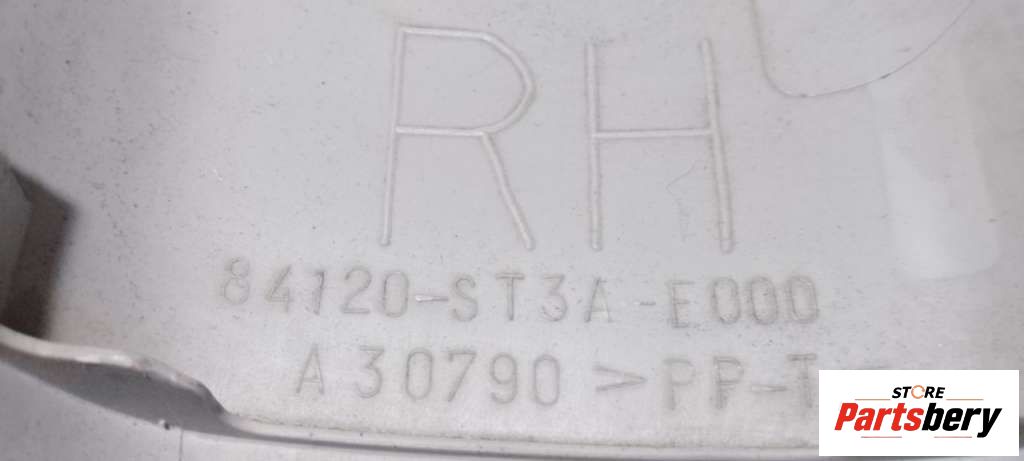 RH
84120-ST3A-E000
A 30790 >PP-T
STORE
Partsbery